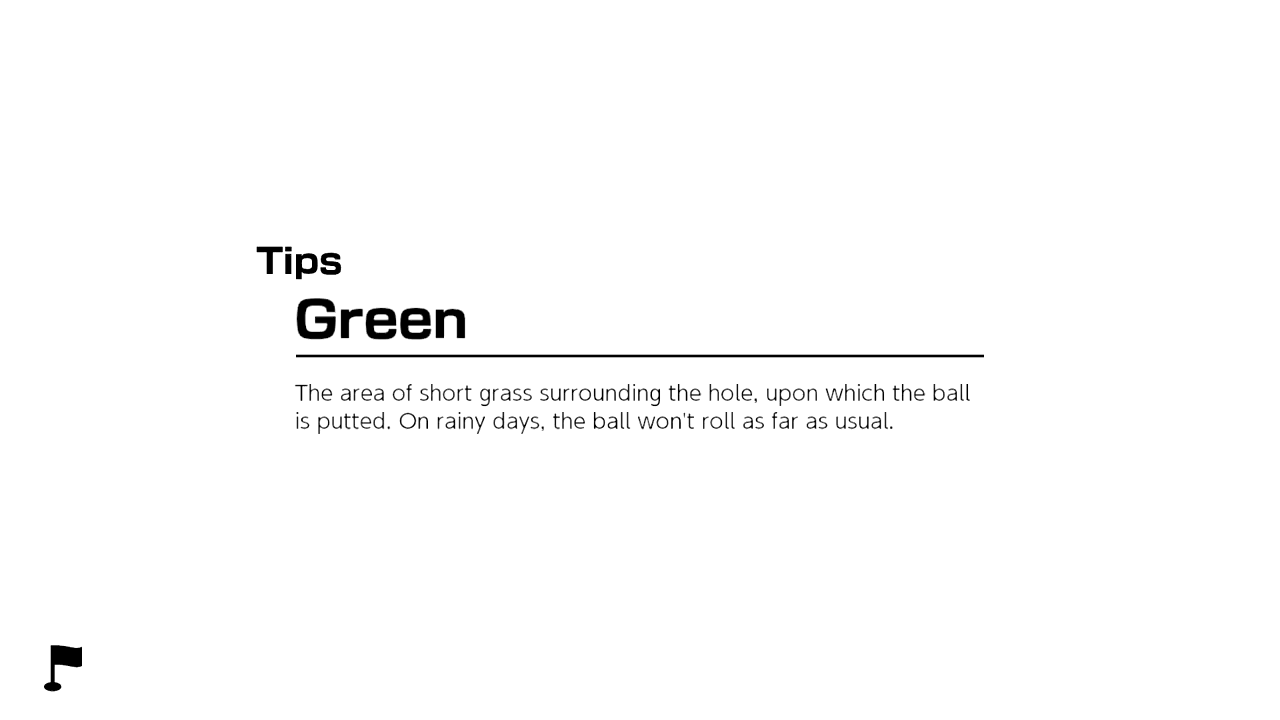 Tips
Green
The area of short grass surrounding the hole, upon which the ball
is putted. On rainy days, the ball won't roll as far as usual.